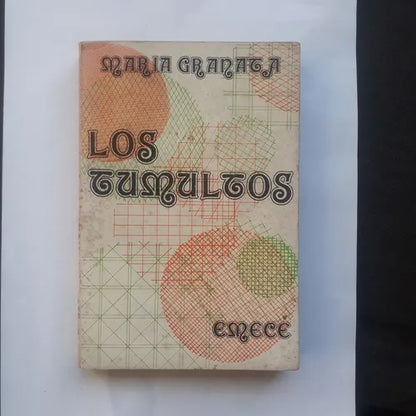 MARIA GRANATA
LOS
TUMULTOS
EMECÉ